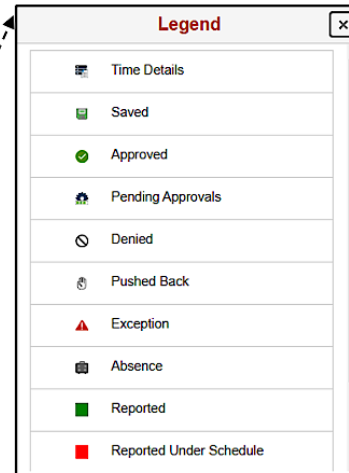 Legend
Time Details
Saved
Approved
Pending Approvals
Denied
Pushed Back
Exception
Absence
Reported
Reported Under Schedule